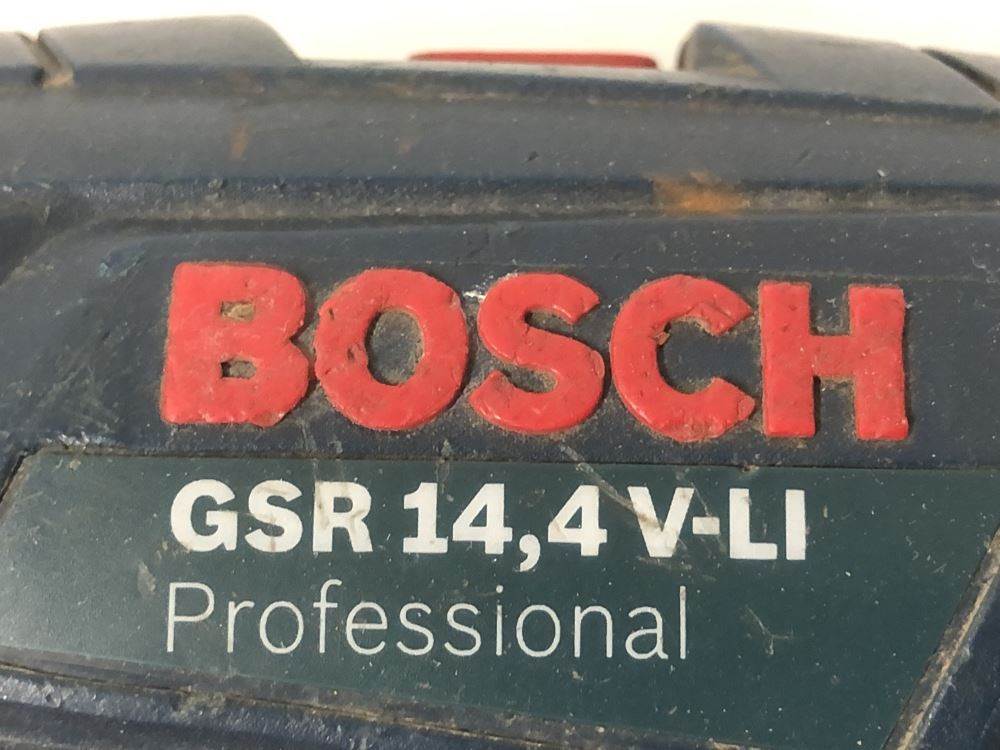 BOSCH
GSR 14,4 V-LI
Professional